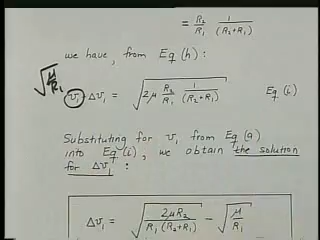 = R₂/R₁ 1/(R₂+R₁)
we have, from Eq (h):
√(μ/R₁)
v₁ + Δv₁ = √(2μ R₂/R₁ 1/(R₂+R₁)) Eq (i)
Substituting for v₁ from Eq (a)
into Eq (i), we obtain the solution
for Δv₁ :
Δv₁ = √(2μR₂/R₁(R₂+R₁)) - √(μ/R₁)